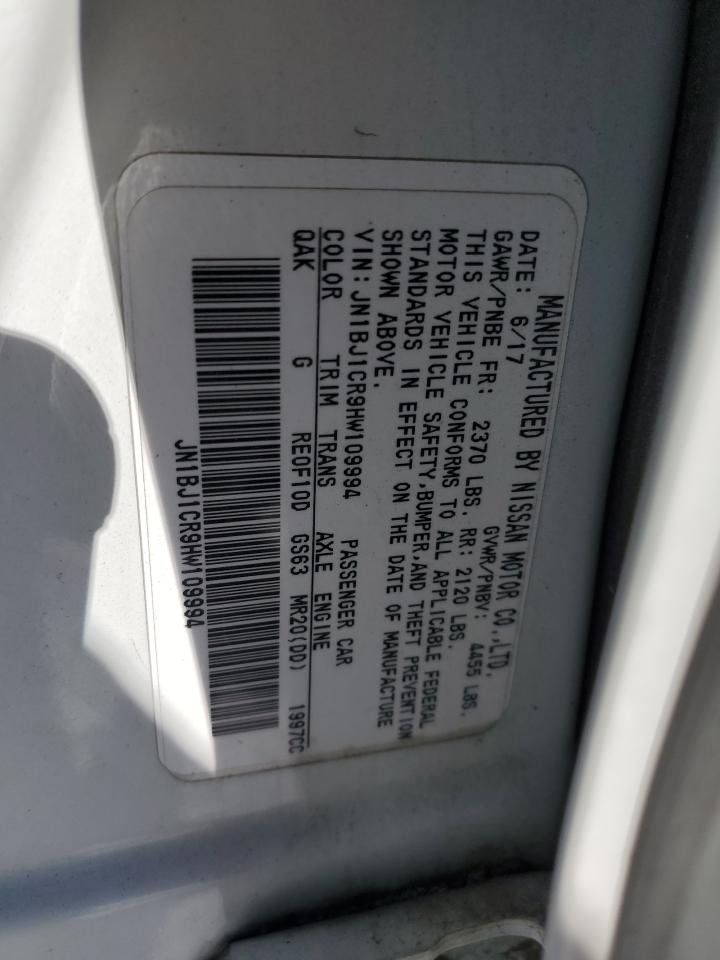 MANUFACTURED BY NISSAN MOTOR CO.,LTD.
DATE: 6/17 GVWR/PNBV: 4455 LBS.
GAWR/PNBE FR: 2370 LBS. RR: 2120 LBS.
THIS VEHICLE CONFORMS TO ALL APPLICABLE FEDERAL
MOTOR VEHICLE SAFETY,BUMPER,AND THEFT PREVENTION
STANDARDS IN EFFECT ON THE DATE OF MANUFACTURE
SHOWN ABOVE.
VIN:JN1BJ1CR9HW109994 PASSENGER CAR
COLOR TRIM TRANS AXLE ENGINE
QAK G RE0F10D GS63 MR20(DD) 1997CC
JN1BJ1CR9HW109994